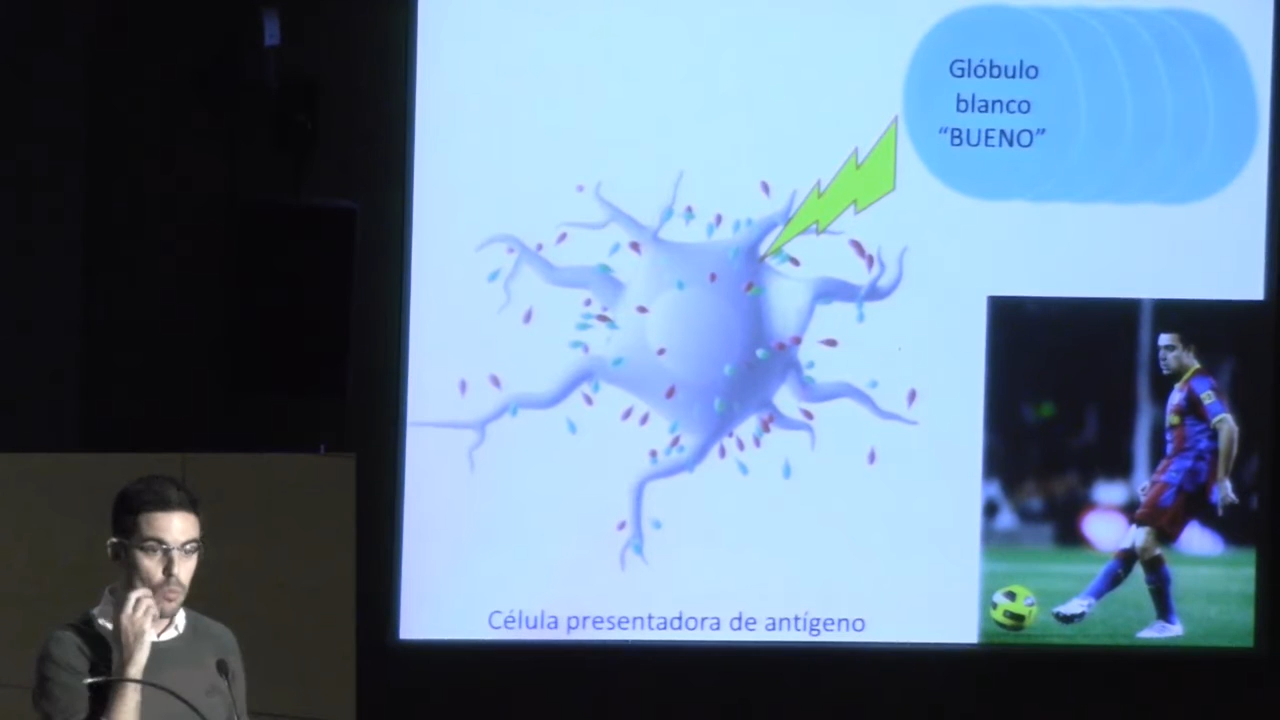 Glóbulo
blanco
“BUENO”
Célula presentadora de antígeno